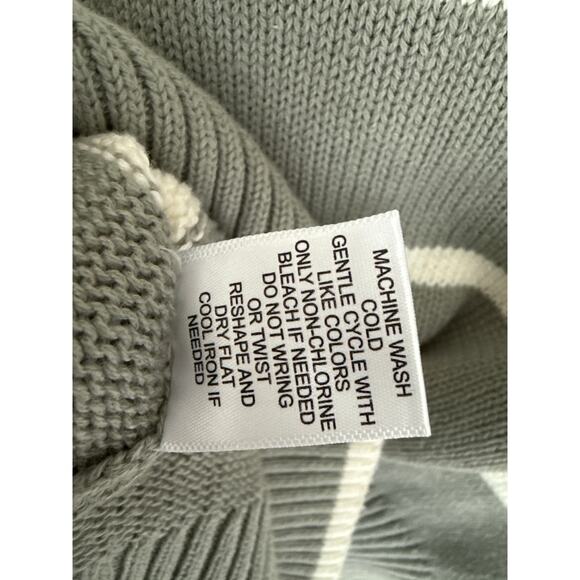 MACHINE WASH
COLD
GENTLE CYCLE WITH
LIKE COLORS
ONLY NON-CHLORINE
BLEACH IF NEEDED
DO NOT WRING
OR TWIST
RESHAPE AND
DRY FLAT
COOL IRON IF
NEEDED